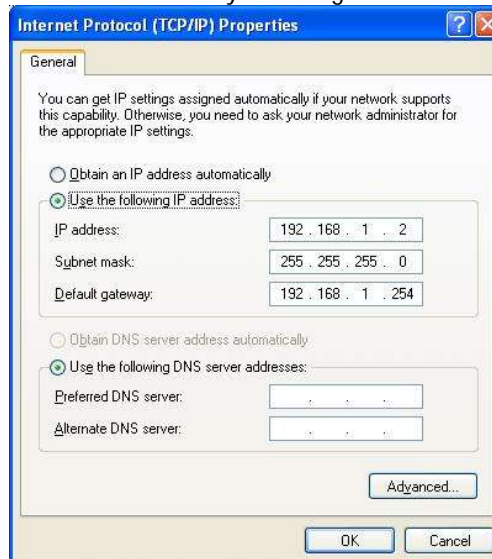 Internet Protocol (TCP/IP) Properties
General
You can get IP settings assigned automatically if your network supports
this capability. Otherwise, you need to ask your network administrator for
the appropriate IP settings.
Obtain an IP address automatically
Use the following IP address:
IP address: 192 . 168 . 1 . 2
Subnet mask: 255 . 255 . 255 . 0
Default gateway: 192 . 168 . 1 . 254
Obtain DNS server address automatically
Use the following DNS server addresses:
Preferred DNS server: . . .
Alternate DNS server: . . .
Advanced...
OK Cancel